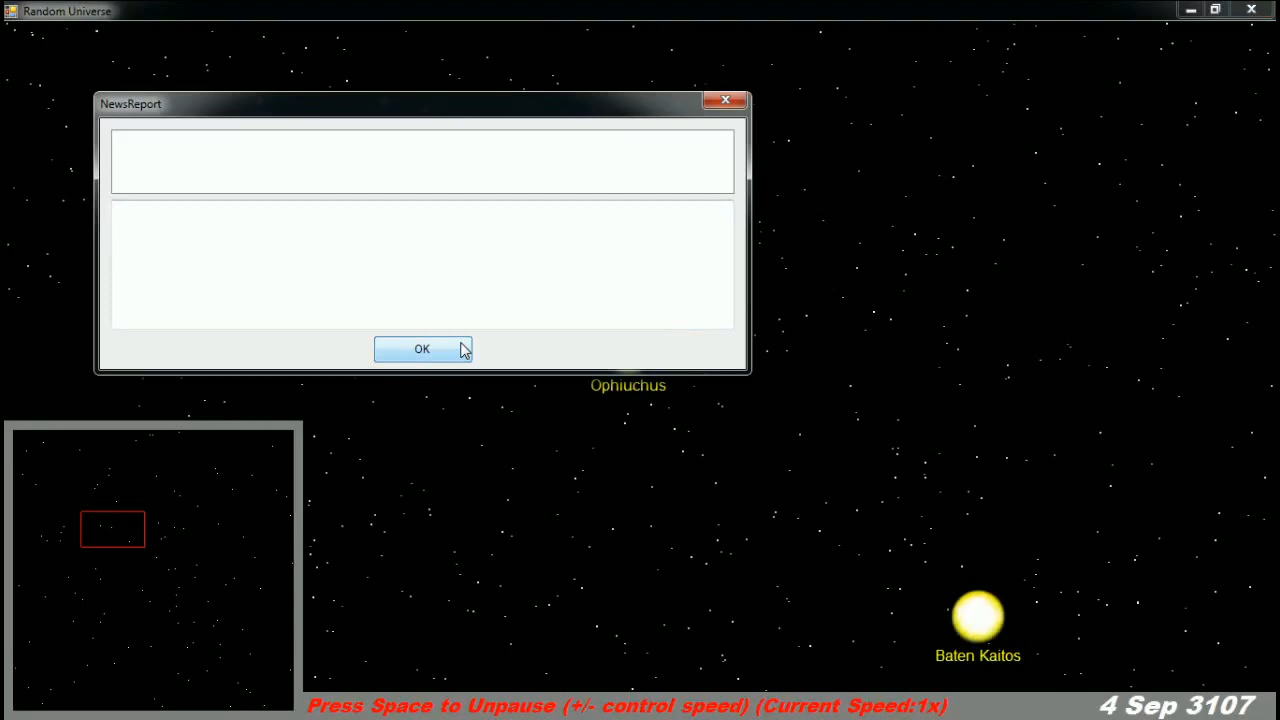 Random Universe
NewsReport
OK
Ophiuchus
Baten Kaitos
Press Space to Unpause (+/- control speed) (Current Speed:1x)
4 Sep 3107